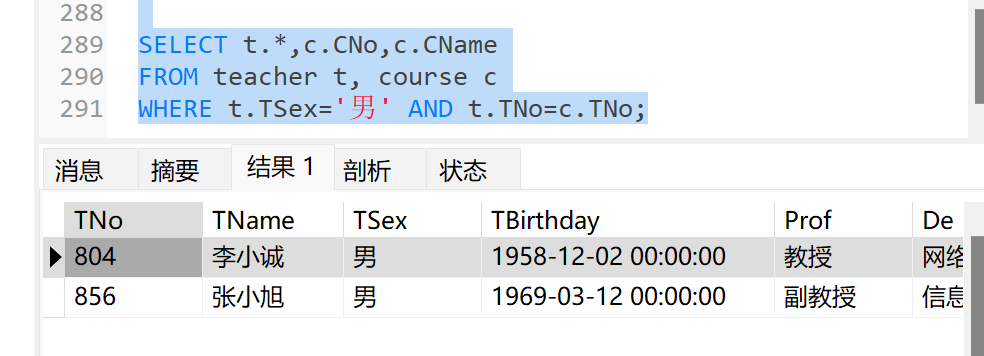 288
289 SELECT t.*,c.CNo,c.CName
290 FROM teacher t, course c
291 WHERE t.TSex='男' AND t.TNo=c.TNo;
消息 摘要 结果 1 剖析 状态
TNo TName TSex TBirthday Prof De
804 李小诚 男 1958-12-02 00:00:00 教授 网络
856 张小旭 男 1969-03-12 00:00:00 副教授 信息